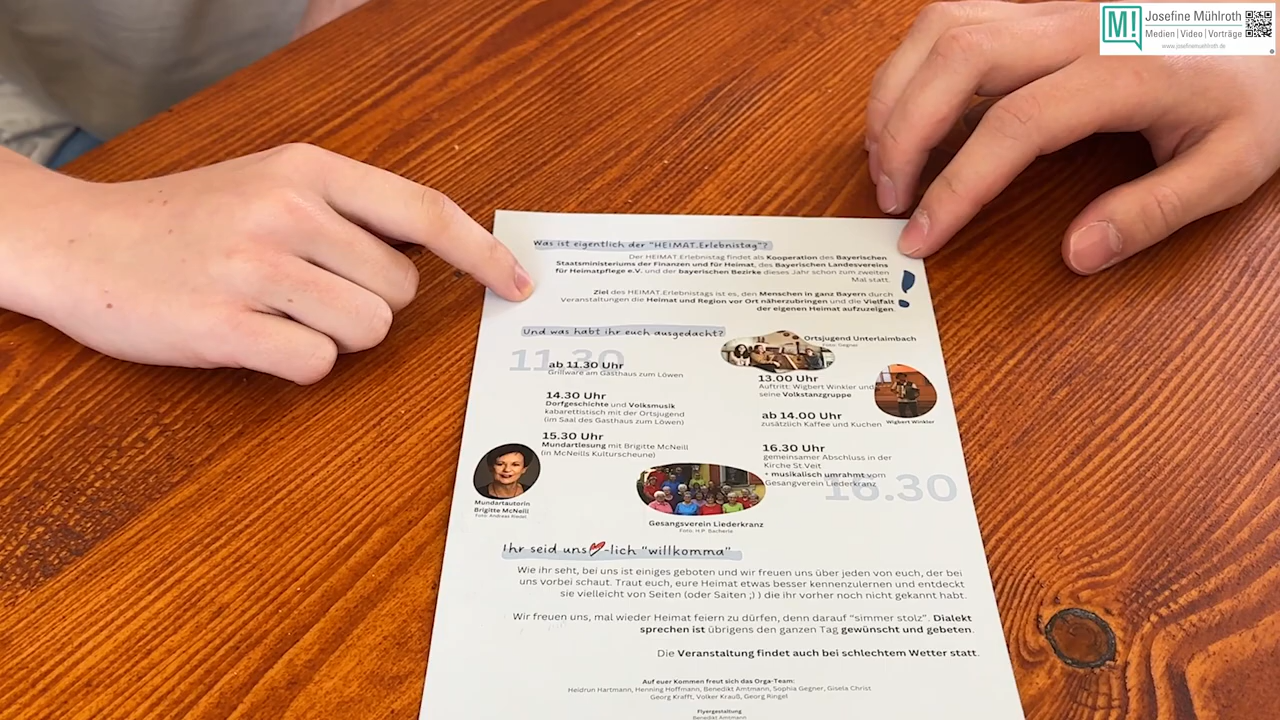 M!
Josefine Mühlroth
Medien | Video | Vorträge
www.josefinemuehlroth.de
Was ist eigentlich der "HEIMAT.Erlebnistag"?
Der HEIMAT.Erlebnistag findet als Kooperation des Bayerischen
Staatsministeriums der Finanzen und für Heimat, des Bayerischen Landesvereins
für Heimatpflege e.V. und der bayerischen Bezirke dieses Jahr schon zum zweiten
Mal statt.
Ziel des HEIMAT.Erlebnistags ist es, den Menschen in ganz Bayern durch
Veranstaltungen die Heimat und Region vor Ort näherzubringen und die Vielfalt
der eigenen Heimat aufzuzeigen.
!
Und was habt ihr euch ausgedacht?
11.30
ab 11.30 Uhr
Grillware am Gasthaus zum Löwen
14.30 Uhr
Dorfgeschichte und Volksmusik
kabarettistisch mit der Ortsjugend
(im Saal des Gasthaus zum Löwen)
15.30 Uhr
Mundartlesung mit Brigitte McNeill
(in McNeills Kulturscheune)
Mundartautorin
Brigitte McNeill
Foto: Andreas Riedel
Ortsjugend Unterlaimbach
Foto: Gegner
13.00 Uhr
Auftritt: Wigbert Winkler und
seine Volkstanzgruppe
Wigbert Winkler
ab 14.00 Uhr
zusätzlich Kaffee und Kuchen
16.30 Uhr
gemeinsamer Abschluss in der
Kirche St.Veit
+ musikalisch umrahmt vom
Gesangverein Liederkranz
16.30
Gesangsverein Liederkranz
Foto: H.P. Sacherla
Ihr seid uns -lich "willkomma"
Wie ihr seht, bei uns ist einiges geboten und wir freuen uns über jeden von euch, der bei
uns vorbei schaut. Traut euch, eure Heimat etwas besser kennenzulernen und entdeckt
sie vielleicht von Seiten (oder Saiten ;) ) die ihr vorher noch nicht gekannt habt.
Wir freuen uns, mal wieder Heimat feiern zu dürfen, denn darauf "simmer stolz". Dialekt
sprechen ist übrigens den ganzen Tag gewünscht und gebeten.
Die Veranstaltung findet auch bei schlechtem Wetter statt.
Auf euer Kommen freut sich das Orga-Team:
Heidrun Hartmann, Henning Hoffmann, Benedikt Amtmann, Sophia Gegner, Gisela Christ,
Georg Krafft, Volker Krauß, Georg Ringel
Flyergestaltung
Benedikt Amtmann